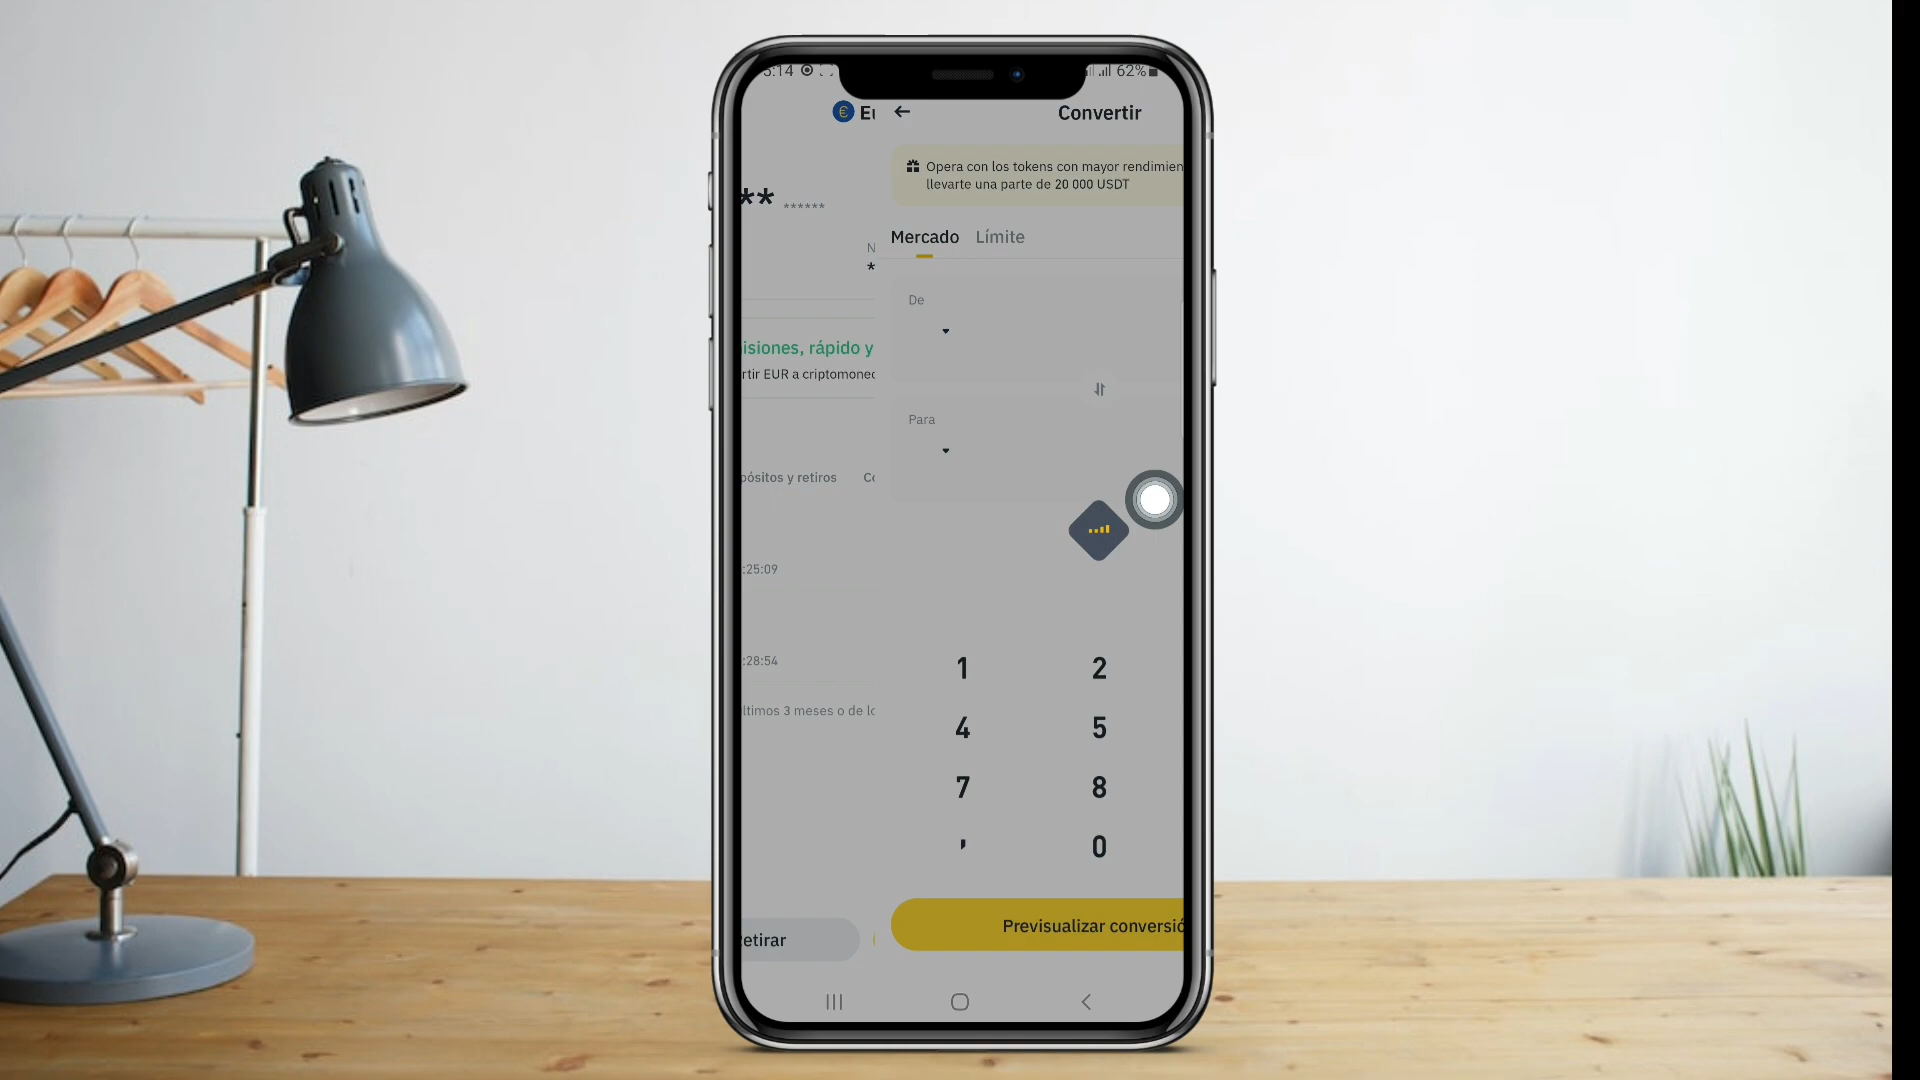 5:14
62%
Eu
Convertir
Opera con los tokens con mayor rendimien
llevarte una parte de 20 000 USDT
** ******
Mercado
Límite
N
*
De
isiones, rápido y
rtir EUR a criptomoned
Para
pósitos y retiros
Co
:25:09
:28:54
ltimos 3 meses o de lo
1
2
4
5
7
8
,
0
Previsualizar conversió
etirar